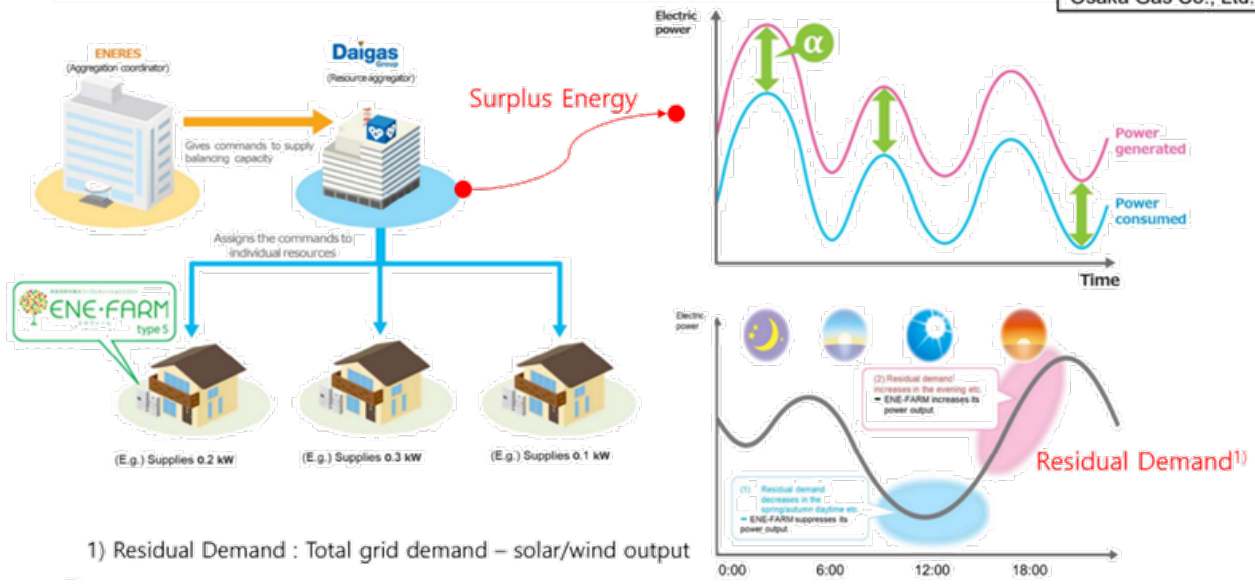 Osaka Gas Co., Ltd.
ENERES
(Aggregation coordinator)
Daigas
Group
(Resource aggregator)
Gives commands to supply
balancing capacity
Surplus Energy
Assigns the commands to
individual resources
ENE·FARM
type S
(E.g.) Supplies 0.2 kW
(E.g.) Supplies 0.3 kW
(E.g.) Supplies 0.1 kW
1) Residual Demand : Total grid demand – solar/wind output
Electric
power
α
Power
generated
Power
consumed
Time
Electric
power
(2) Residual demand
increases in the evening etc.
➡ ENE-FARM increases its
power output
Residual Demand1)
(1) Residual demand
decreases in the
spring/autumn daytime etc.
➡ ENE-FARM suppresses its
power output
0:00 6:00 12:00 18:00